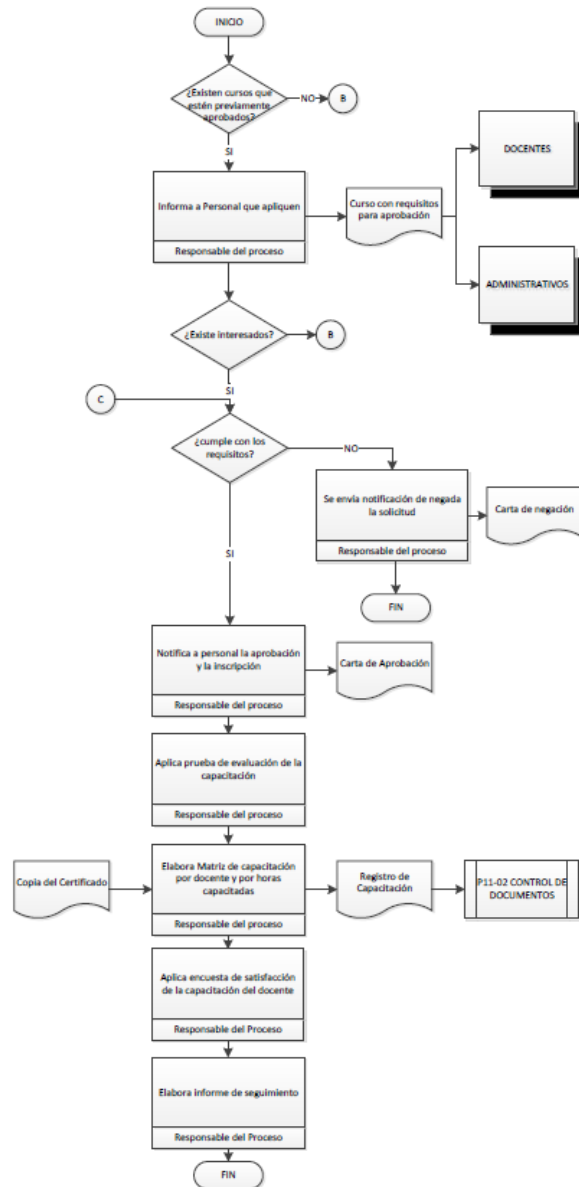 INICIO
¿Existen cursos que
estén previamente
aprobados?
NO
B
SI
Informa a Personal que apliquen
Responsable del proceso
Curso con requisitos
para aprobación
DOCENTES
ADMINISTRATIVOS
¿Existe interesados?
B
SI
C
¿cumple con los
requisitos?
NO
Se envía notificación de negada
la solicitud
Responsable del proceso
Carta de negación
FIN
SI
Notifica a personal la aprobación
y la inscripción
Responsable del proceso
Carta de Aprobación
Aplica prueba de evaluación de la
capacitación
Responsable del proceso
Copia del Certificado
Elabora Matriz de capacitación
por docente y por horas
capacitadas
Responsable del proceso
Registro de
Capacitación
P11-02 CONTROL DE
DOCUMENTOS
Aplica encuesta de satisfacción
de la capacitación del docente
Responsable del Proceso
Elabora informe de seguimiento
Responsable del Proceso
FIN